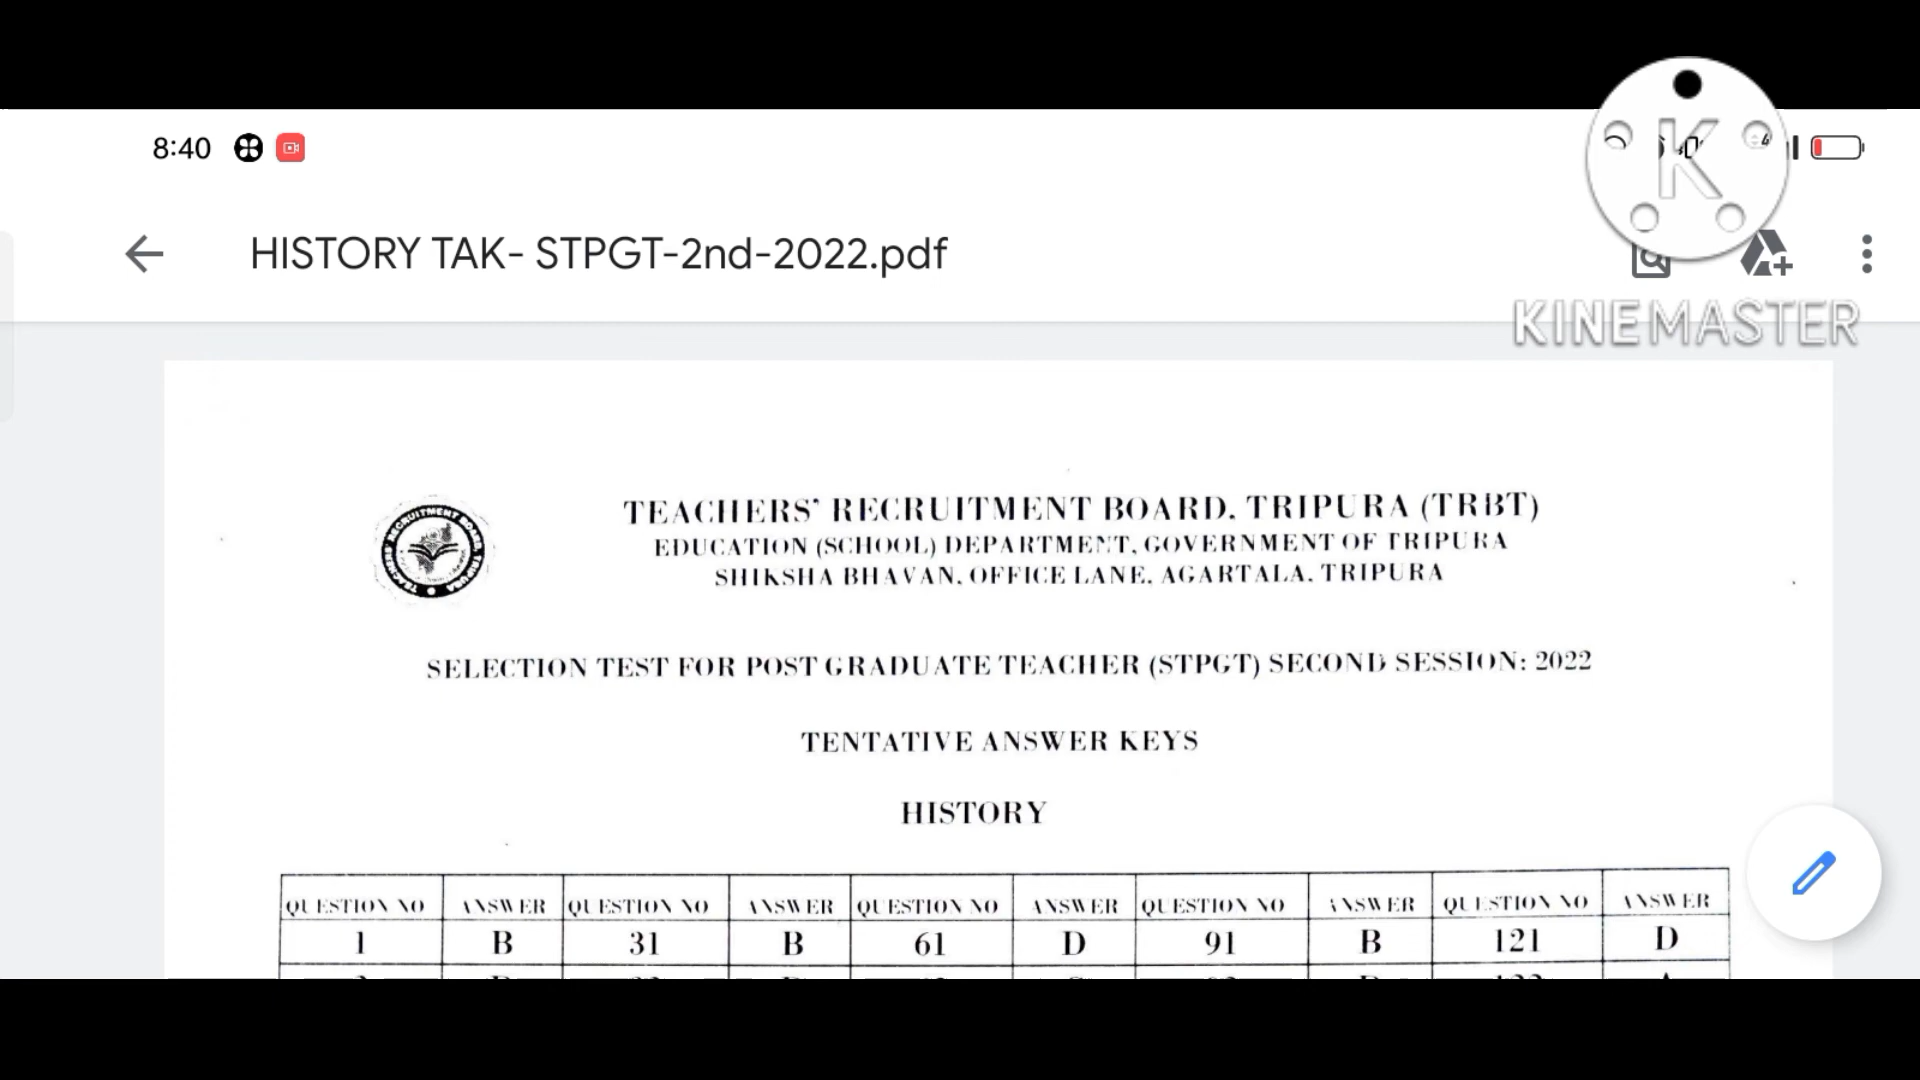 8:40
HISTORY TAK- STPGT-2nd-2022.pdf
K
KINEMASTER
TEACHERS' RECRUITMENT BOARD, TRIPURA (TRBT)
EDUCATION (SCHOOL) DEPARTMENT, GOVERNMENT OF TRIPURA
SHIKSHA BHAVAN, OFFICE LANE, AGARTALA, TRIPURA
SELECTION TEST FOR POST GRADUATE TEACHER (STPGT) SECOND SESSION: 2022
TENTATIVE ANSWER KEYS
HISTORY
QUESTION NO ANSWER QUESTION NO ANSWER QUESTION NO ANSWER QUESTION NO ANSWER QUESTION NO ANSWER
1 B 31 B 61 D 91 B 121 D